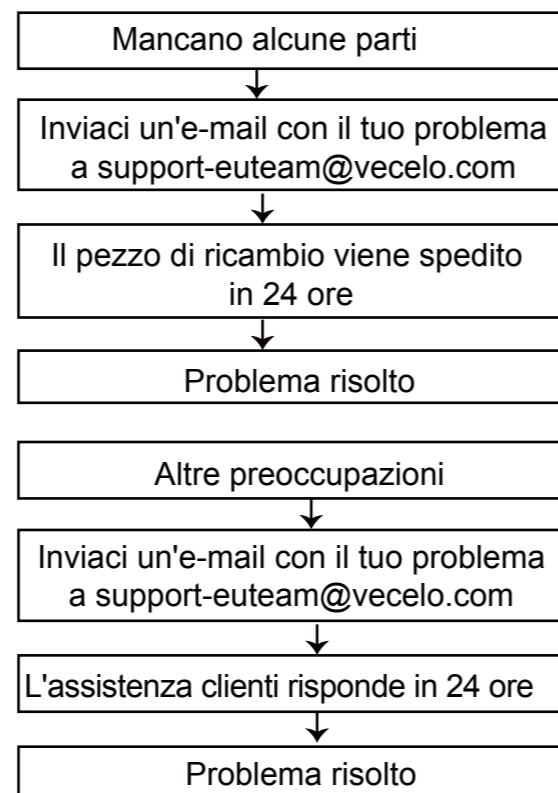 Mancano alcune parti
Inviaci un'e-mail con il tuo problema
a support-euteam@vecelo.com
Il pezzo di ricambio viene spedito
in 24 ore
Problema risolto
Altre preoccupazioni
Inviaci un'e-mail con il tuo problema
a support-euteam@vecelo.com
L'assistenza clienti risponde in 24 ore
Problema risolto